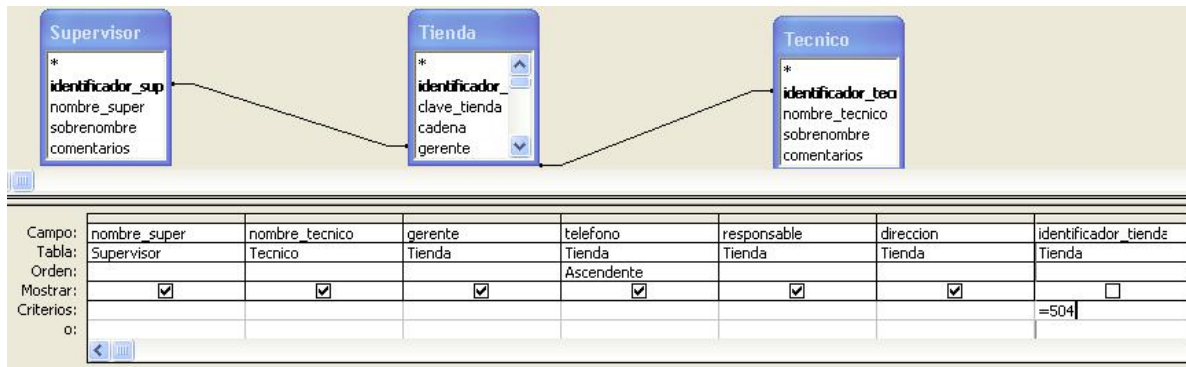 Supervisor
*
identificador_sup
nombre_super
sobrenombre
comentarios
Tienda
*
identificador_
clave_tienda
cadena
gerente
Tecnico
*
identificador_tec
nombre_tecnico
sobrenombre
comentarios
Campo: nombre_super nombre_tecnico gerente telefono responsable direccion identificador_tienda
Tabla: Supervisor Tecnico Tienda Tienda Tienda Tienda Tienda
Orden: Ascendente
Mostrar:
Criterios: =504
o: